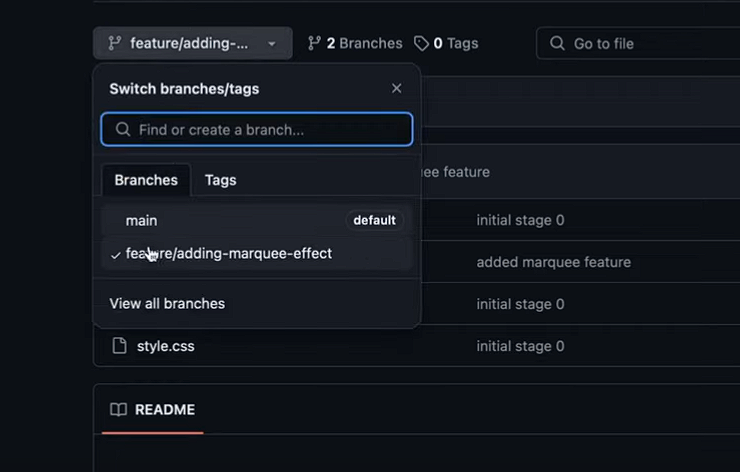 feature/adding-...
2 Branches
0 Tags
Go to file
Switch branches/tags
Find or create a branch...
Branches
Tags
ee feature
main
default
initial stage 0
feature/adding-marquee-effect
added marquee feature
View all branches
initial stage 0
style.css
initial stage 0
README